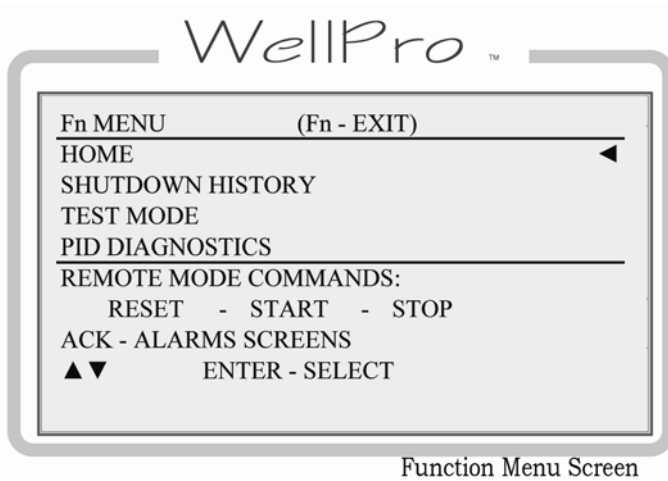 WellPro ™
Fn MENU (Fn - EXIT)
HOME ◄
SHUTDOWN HISTORY
TEST MODE
PID DIAGNOSTICS
REMOTE MODE COMMANDS:
RESET - START - STOP
ACK - ALARMS SCREENS
▲▼ ENTER - SELECT
Function Menu Screen